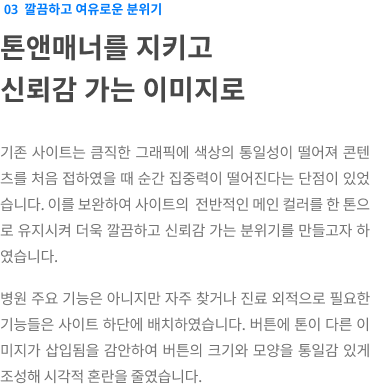 03 깔끔하고 여유로운 분위기
톤앤매너를 지키고
신뢰감 가는 이미지로
기존 사이트는 큼직한 그래픽에 색상의 통일성이 떨어져 콘텐
츠를 처음 접하였을 때 순간 집중력이 떨어진다는 단점이 있었
습니다. 이를 보완하여 사이트의 전반적인 메인 컬러를 한 톤으
로 유지시켜 더욱 깔끔하고 신뢰감 가는 분위기를 만들고자 하
였습니다.
병원 주요 기능은 아니지만 자주 찾거나 진료 외적으로 필요한
기능들은 사이트 하단에 배치하였습니다. 버튼에 톤이 다른 이
미지가 삽입됨을 감안하여 버튼의 크기와 모양을 통일감 있게
조성해 시각적 혼란을 줄였습니다.